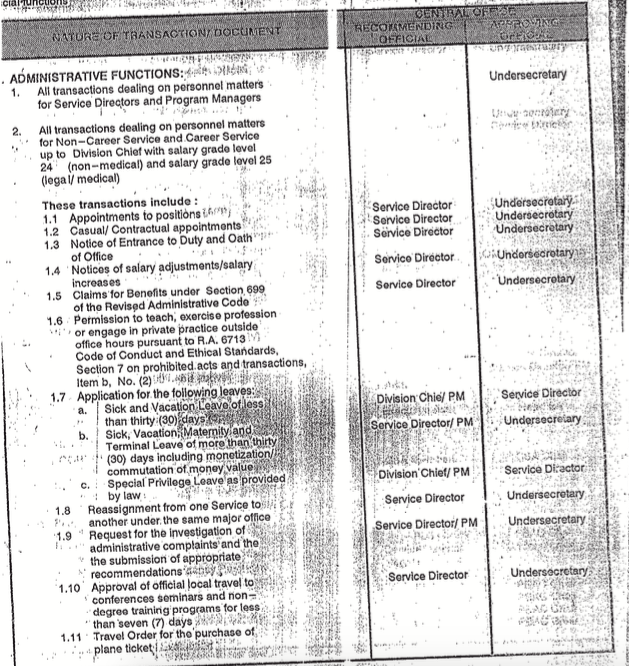 cial functions
NATURE OF TRANSACTION/ DOCUMENT
CENTRAL OFFICE
RECOMMENDING OFFICIAL
APPROVING OFFICIAL
. ADMINISTRATIVE FUNCTIONS:
1. All transactions dealing on personnel matters
for Service Directors and Program Managers
Undersecretary
2. All transactions dealing on personnel matters
for Non-Career Service and Career Service
up to Division Chief with salary grade level
24 (non-medical) and salary grade level 25
(legal/ medical)
These transactions include :
1.1 Appointments to positions
Service Director Undersecretary
1.2 Casual/ Contractual appointments
Service Director Undersecretary
1.3 Notice of Entrance to Duty and Oath
Service Director Undersecretary
of Office
1.4 Notices of salary adjustments/salary
Service Director Undersecretary
increases
1.5 Claims for Benefits under Section 699
Service Director Undersecretary
of the Revised Administrative Code
1.6 Permission to teach, exercise profession
or engage in private practice outside
office hours pursuant to R.A. 6713
Code of Conduct and Ethical Standards,
Section 7 on prohibited acts and transactions,
Item b, No. (2)
1.7 Application for the following leaves:
a. Sick and Vacation Leave of less
Division Chief/ PM Service Director
than thirty (30) days
b. Sick, Vacation, Maternity and
Service Director/ PM Undersecretary
Terminal Leave of more than thirty
(30) days including monetization/
commutation of money value
c. Special Privilege Leave as provided
Division Chief/ PM Service Director
by law
1.8 Reassignment from one Service to
Service Director Undersecretary
another under the same major office
1.9 Request for the investigation of
Service Director/ PM Undersecretary
administrative complaints and the
the submission of appropriate
recommendations
1.10 Approval of official local travel to
Service Director Undersecretary
conferences seminars and non-
degree training programs for less
than seven (7) days
1.11 Travel Order for the purchase of
plane ticket